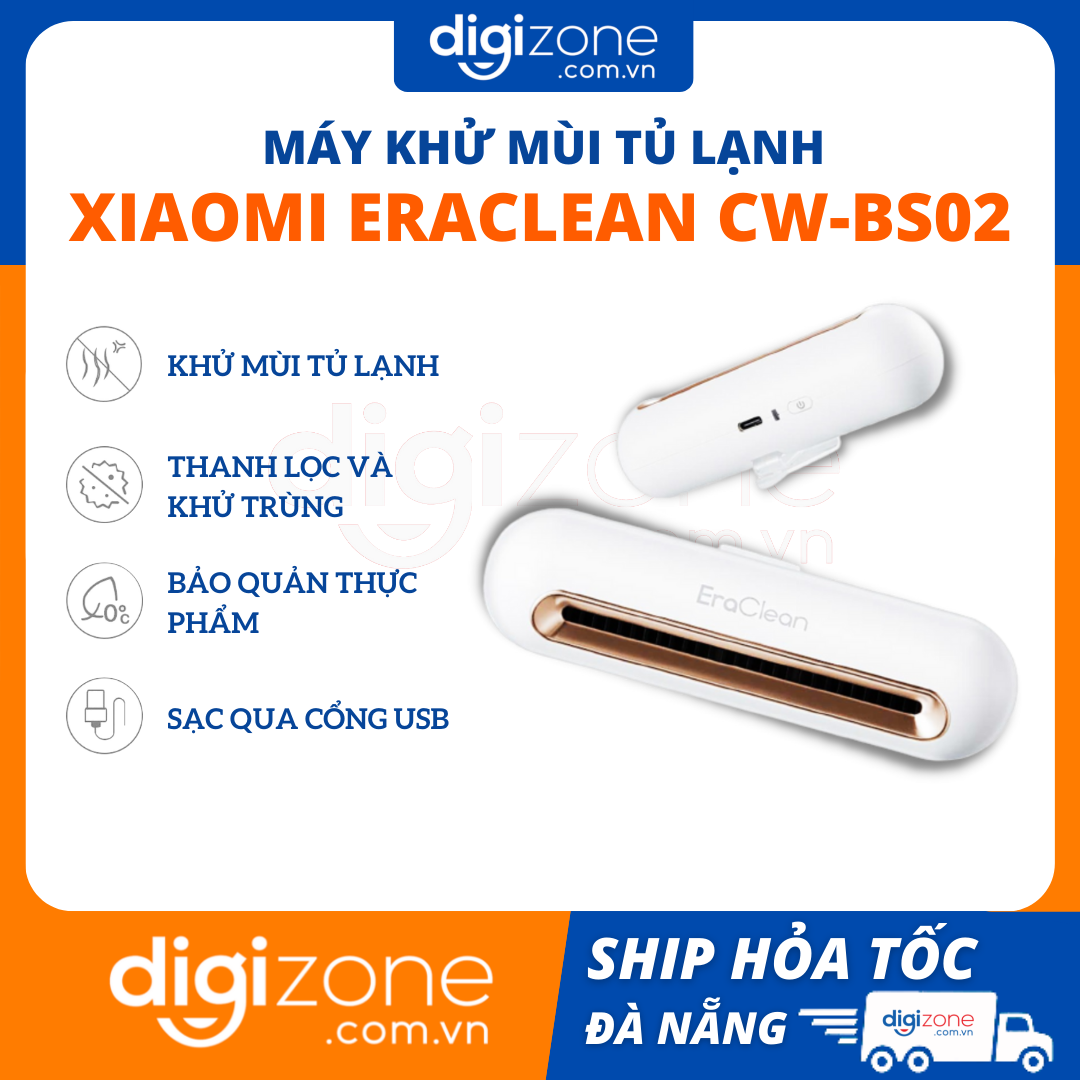 digizone
.com.vn
MÁY KHỬ MÙI TỦ LẠNH
XIAOMI ERACLEAN CW-BS02
KHỬ MÙI TỦ LẠNH
THANH LỌC VÀ
KHỬ TRÙNG
0°C
BẢO QUẢN THỰC
PHẨM
SẠC QUA CỔNG USB
digizone
.com.vn
EraClean
digizone
.com.vn
SHIP HỎA TỐC
ĐÀ NẴNG
digizone
.com.vn